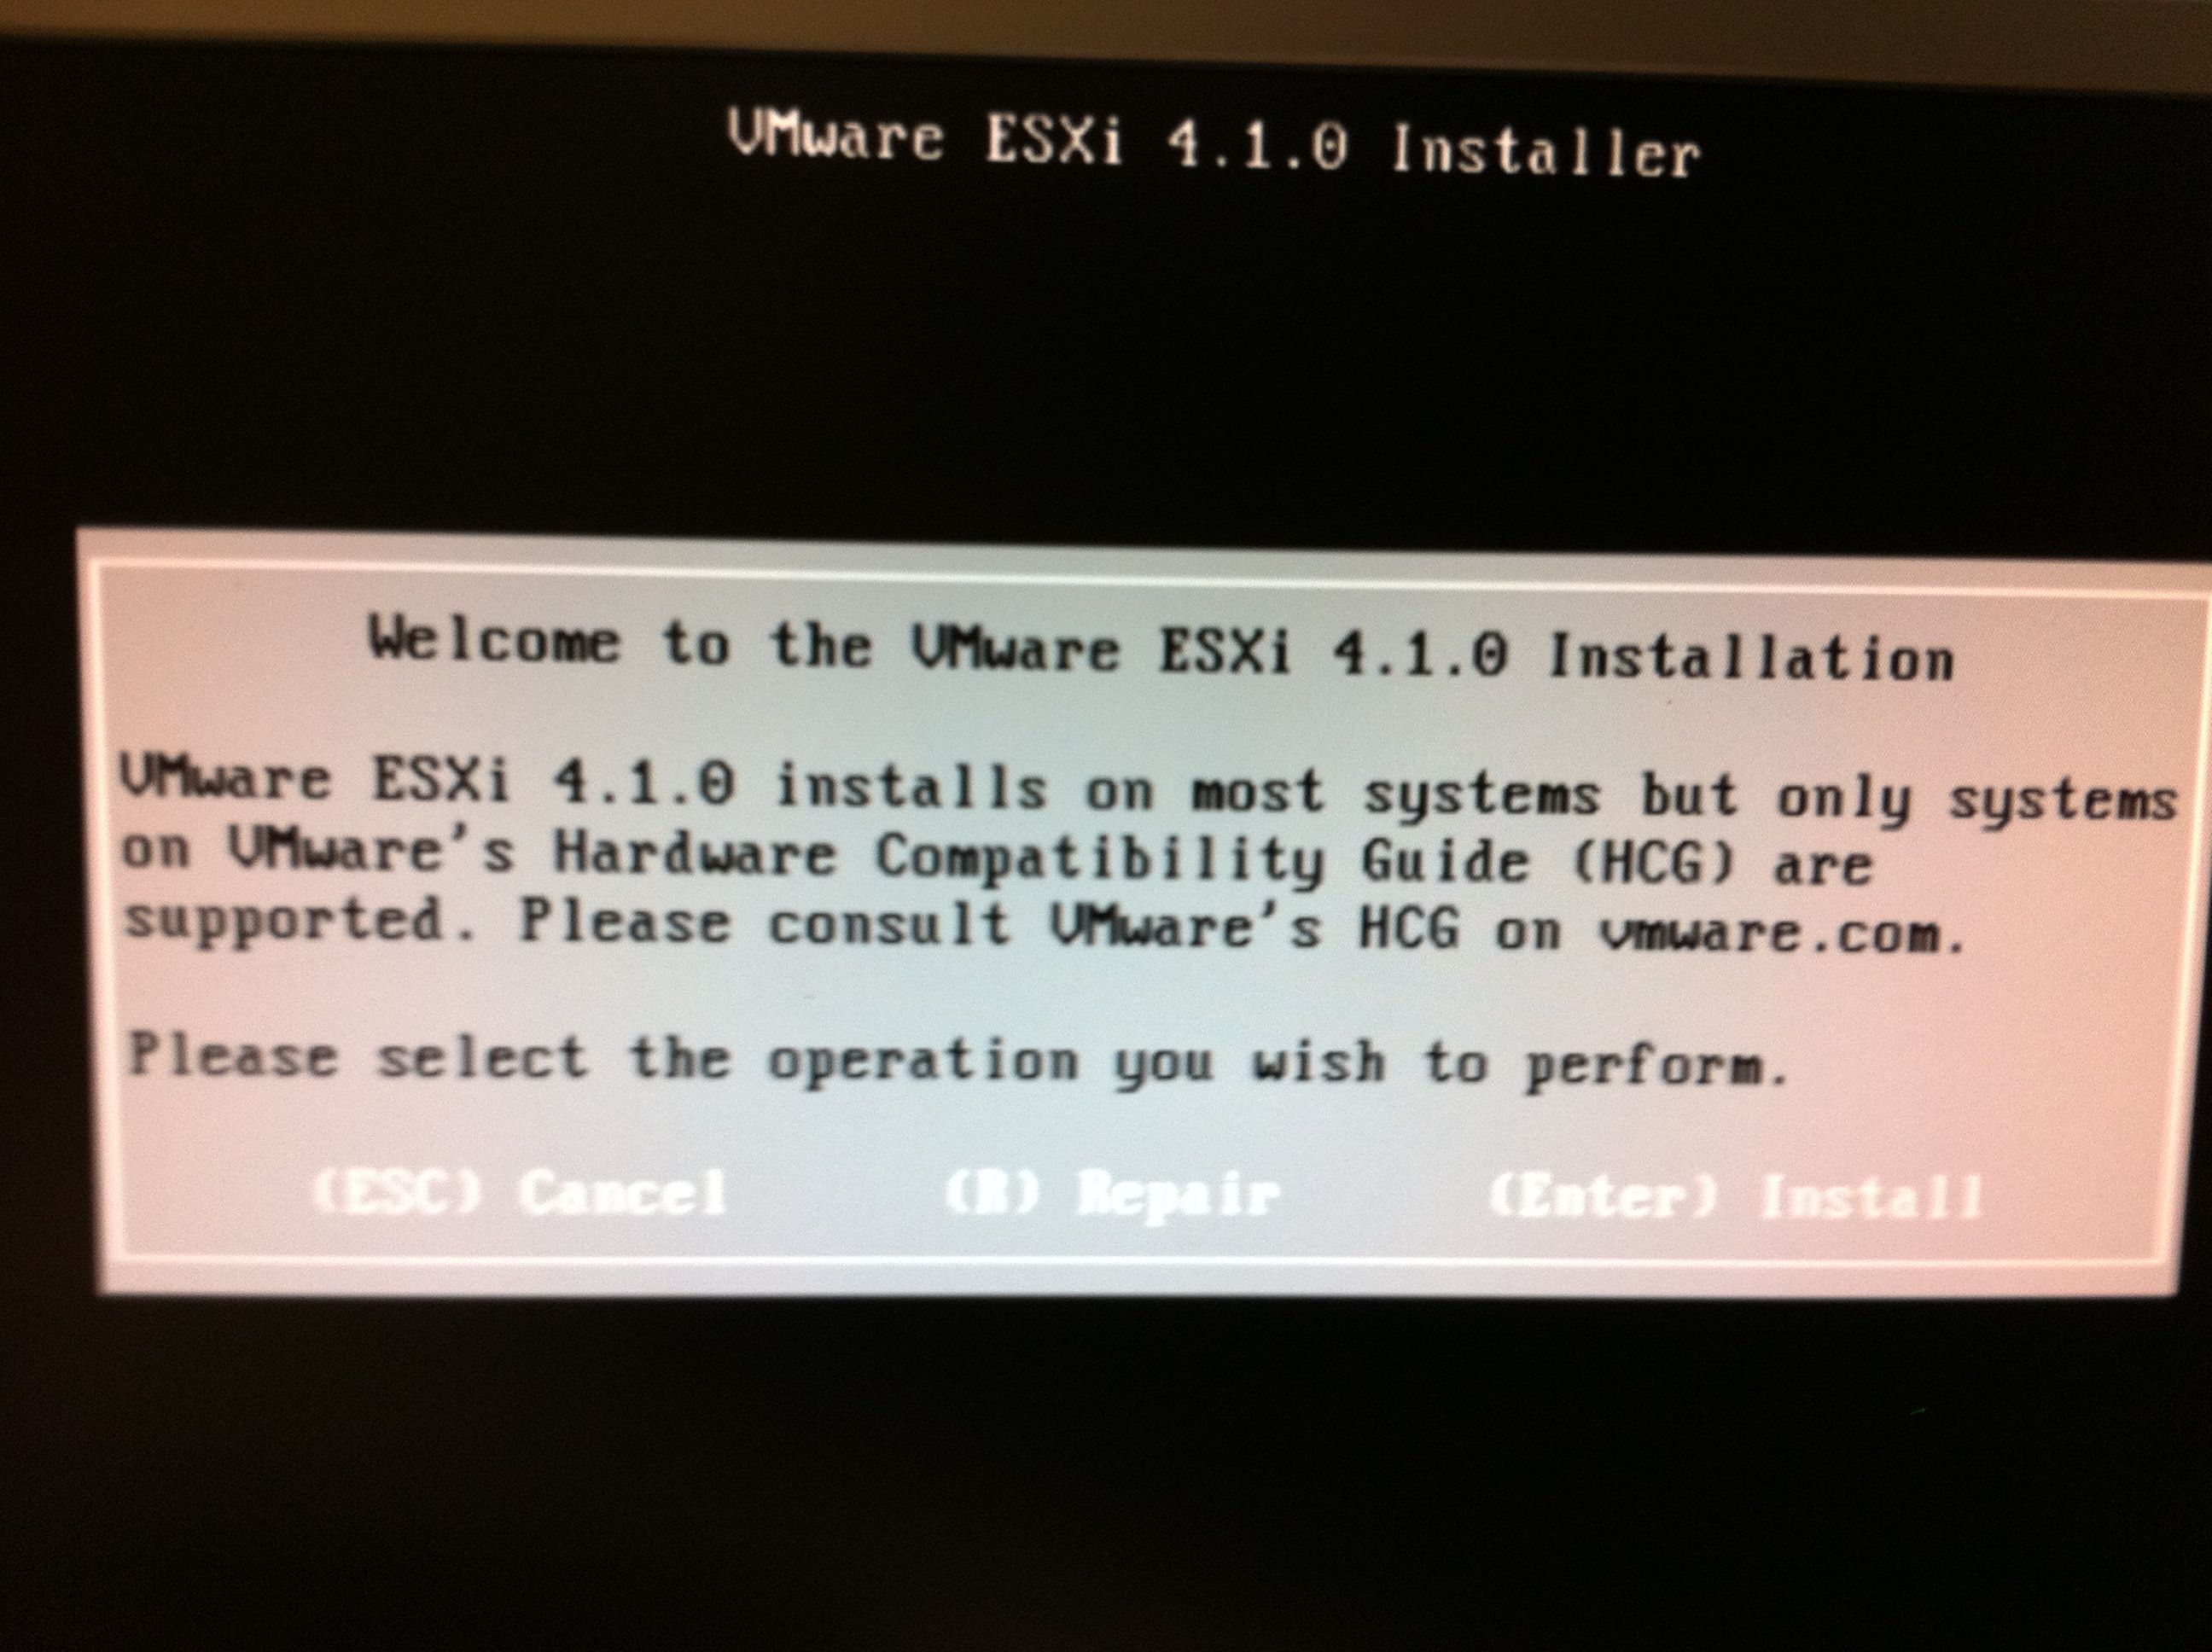 VMware ESXi 4.1.0 Installer
Welcome to the VMware ESXi 4.1.0 Installation
VMware ESXi 4.1.0 installs on most systems but only systems
on VMware's Hardware Compatibility Guide (HCG) are
supported. Please consult VMware's HCG on vmware.com.
Please select the operation you wish to perform.
(ESC) Cancel (R) Repair (Enter) Install